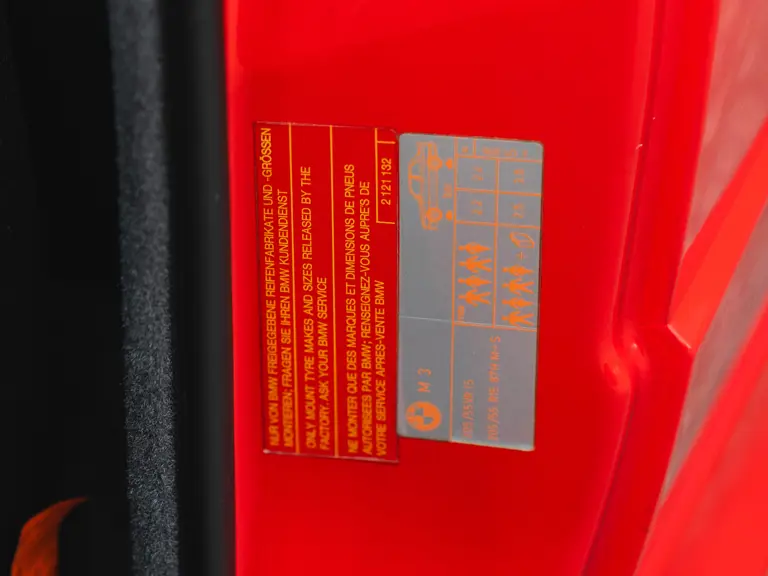 NUR VON BMW FREIGEGEBENE REIFENFABRIKATE UND -GRÖSSEN
MONTIEREN; FRAGEN SIE IHREN BMW KUNDENDIENST
ONLY MOUNT TYRE MAKES AND SIZES RELEASED BY THE
FACTORY. ASK YOUR BMW SERVICE
NE MONTER QUE DES MARQUES ET DIMENSIONS DE PNEUS
AUTORISEES PAR BMW; RENSEIGNEZ-VOUS AUPRE'S DE
VOTRE SERVICE APRES-VENTE BMW
2 121 132
M 3